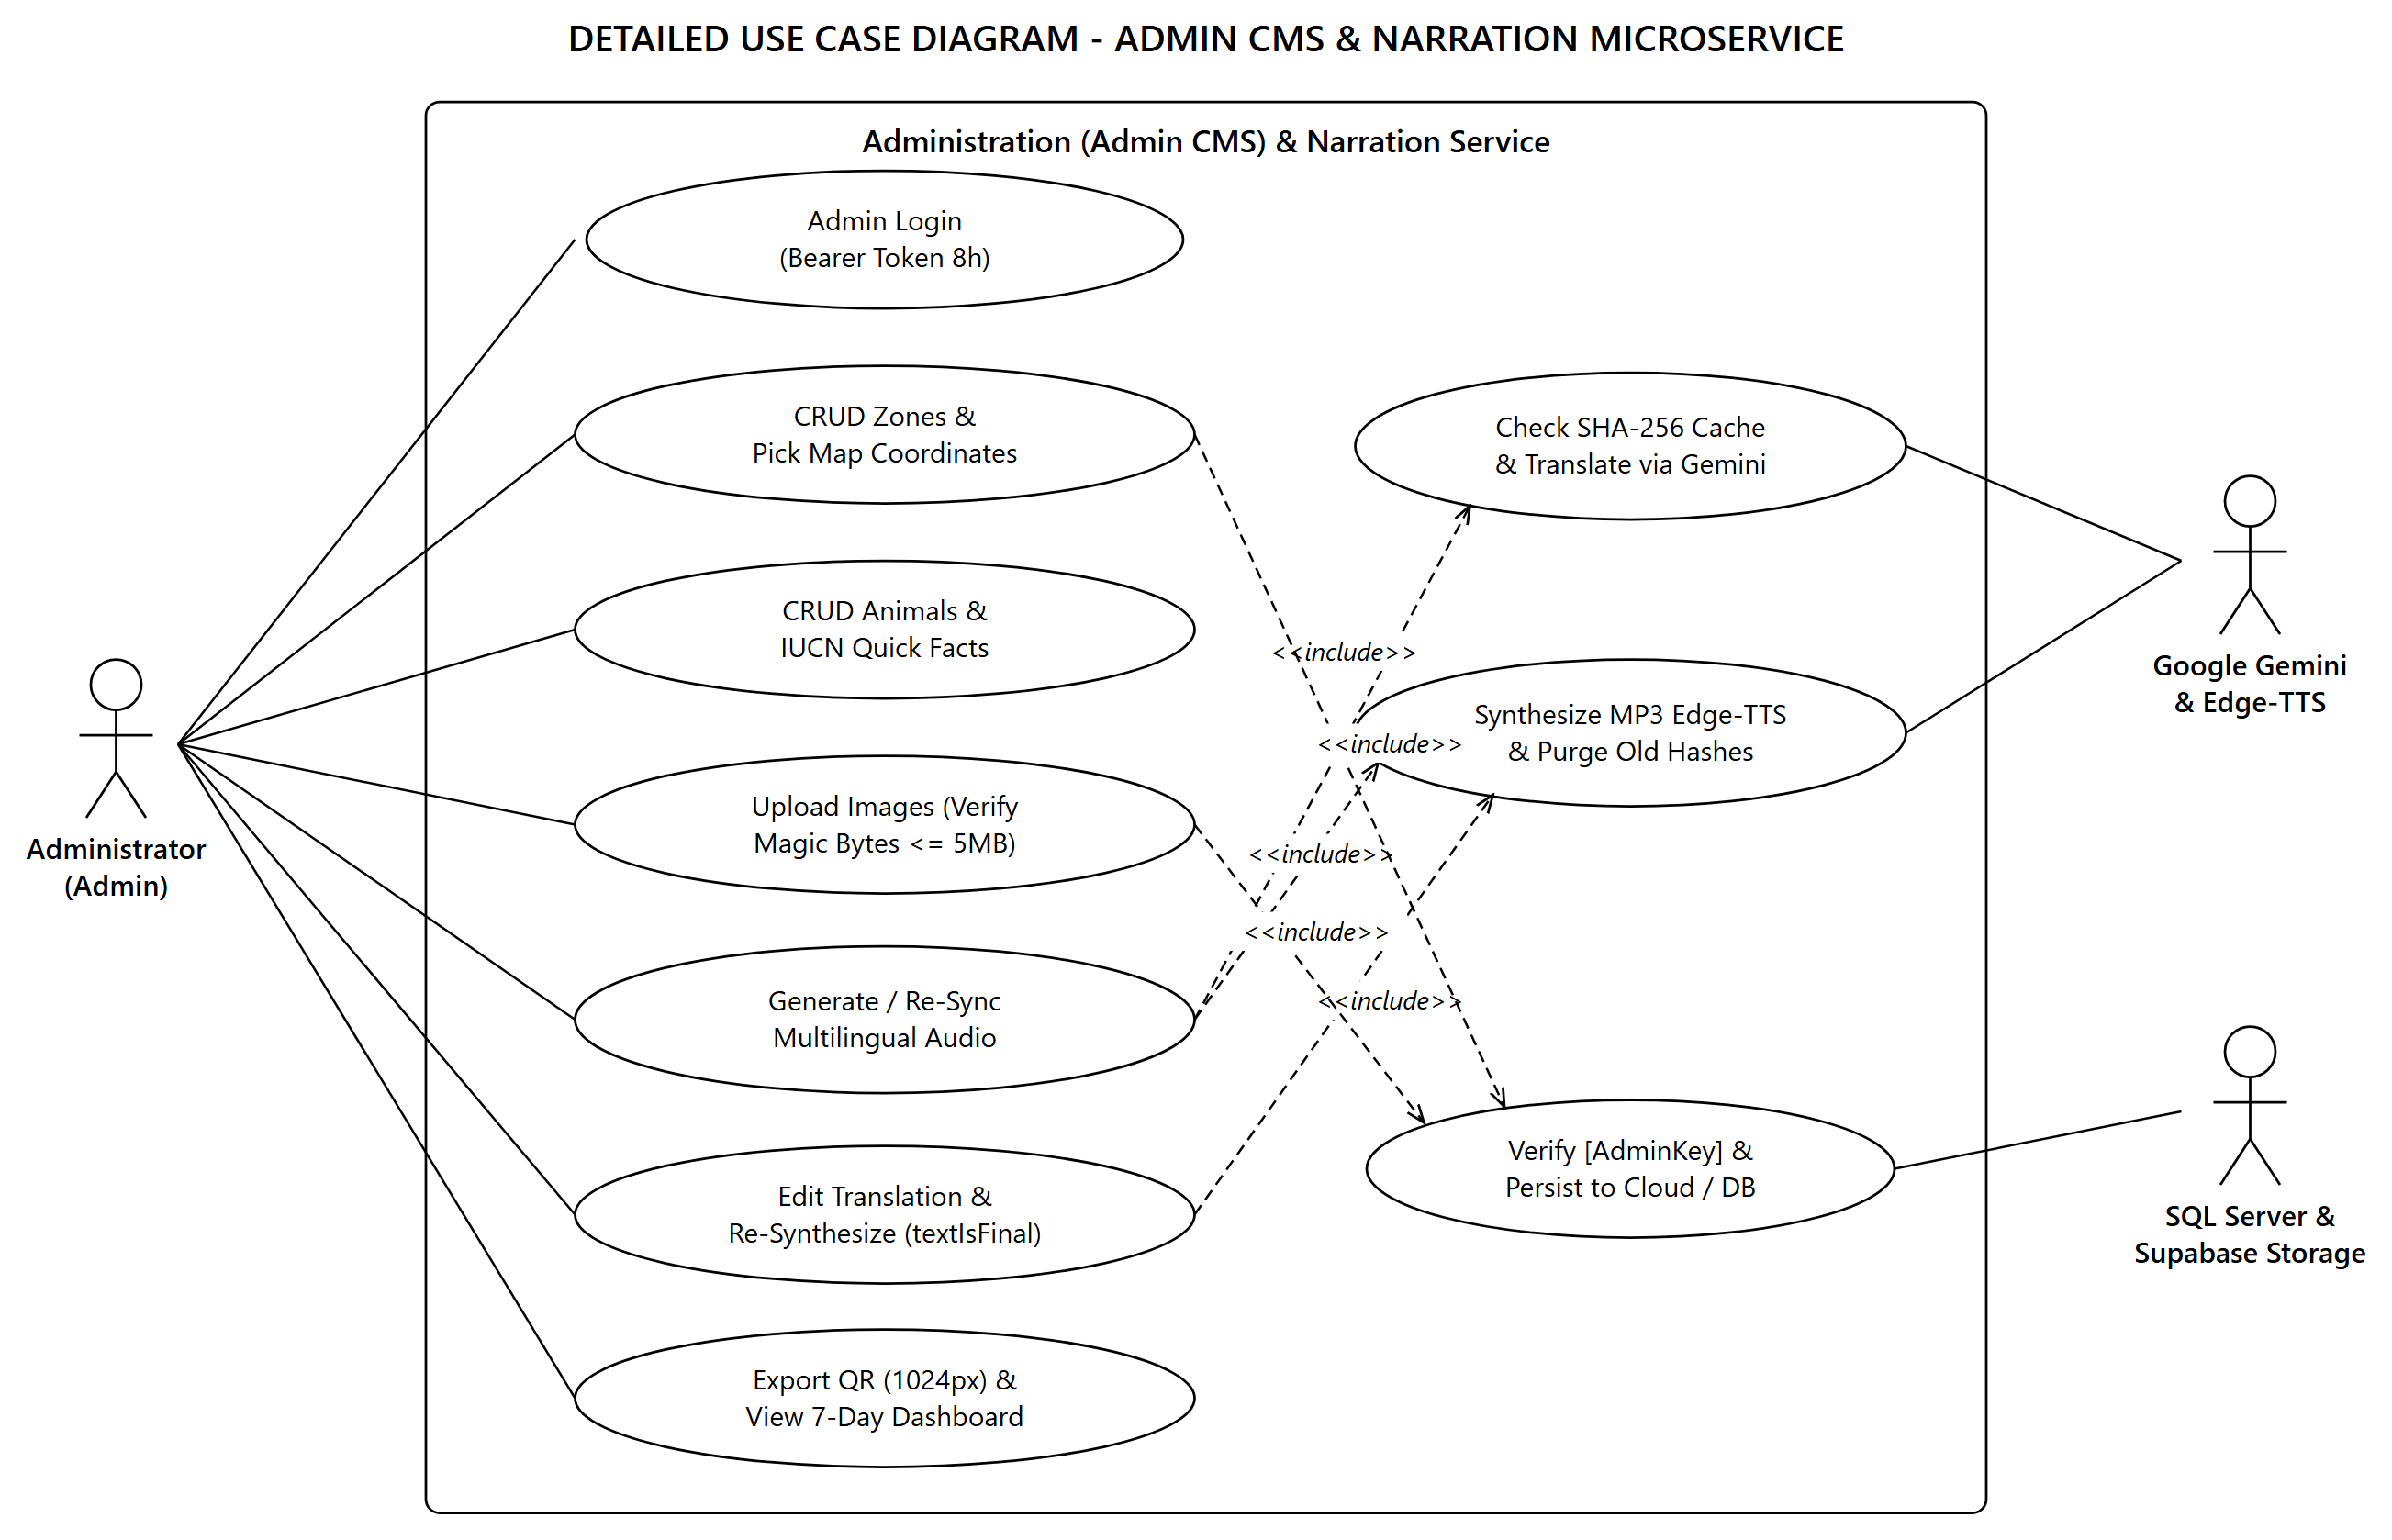 DETAILED USE CASE DIAGRAM - ADMIN CMS & NARRATION MICROSERVICE
Administration (Admin CMS) & Narration Service
Admin Login
(Bearer Token 8h)
CRUD Zones &
Pick Map Coordinates
CRUD Animals &
IUCN Quick Facts
Upload Images (Verify
Magic Bytes <= 5MB)
Generate / Re-Sync
Multilingual Audio
Edit Translation &
Re-Synthesize (textIsFinal)
Export QR (1024px) &
View 7-Day Dashboard
Check SHA-256 Cache
& Translate via Gemini
<<include>>
Synthesize MP3 Edge-TTS
& Purge Old Hashes
<<include>>
<<include>>
<<include>>
<<include>>
Verify [AdminKey] &
Persist to Cloud / DB
Administrator
(Admin)
Google Gemini
& Edge-TTS
SQL Server &
Supabase Storage